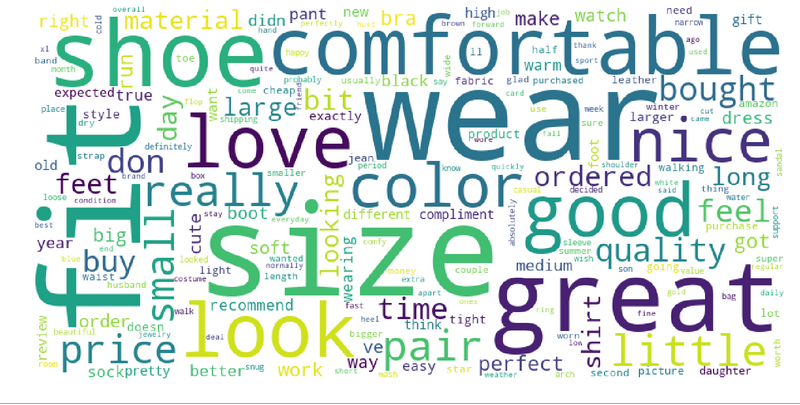 right
material
didn
pant
new
bra
high
job
make
watch
need
narrow
gift
overall
cold
perfectly
hurt
brown
forward
hand
shoe
comfortable
x1
band
month
run
toe
happy
quite
ll
half
warm
thank
sport
ago
used
expected
true
day
want
come
cheap
probably
usually
black
say
wide
fabric
glad
purchased
leather
bought
place
style
dry
flop
shipping
large
bit
friend
wear
card
use
week
winter
larger
cut
came
amazon
dress
fit
strap
definitely
love
exactly
wore
product
fall
sure
foot
nice
old
don
brand
box
jean
period
know
quickly
shoulder
walking
sandal
feet
loose
condition
really
smaller
color
casual
ordered
decided
white
said
thing
water
long
best
year
big
end
small
cute
stay
boot
everyday
looking
different
compliment
absolutely
good
feel
purchase
support
blue
buy
waist
husband
looked
light
costume
soft
wanted
normally
length
size
wearing
comfy
money
extra
couple
medium
sleeve
summer
wish
son
quality
going
value
got
super
regular
review
order
beautiful
doesn
jewelry
walk
recommend
look
apart
fast
heel
time
think
tight
ones
great
ring
gold
fine
bag
daily
lot
room
price
sock
pretty
deal
better
snug
work
short
bigger
ve
way
wash
easy
pair
star
weather
perfect
arch
worn
low
second
shirt
picture
little
daughter
worth